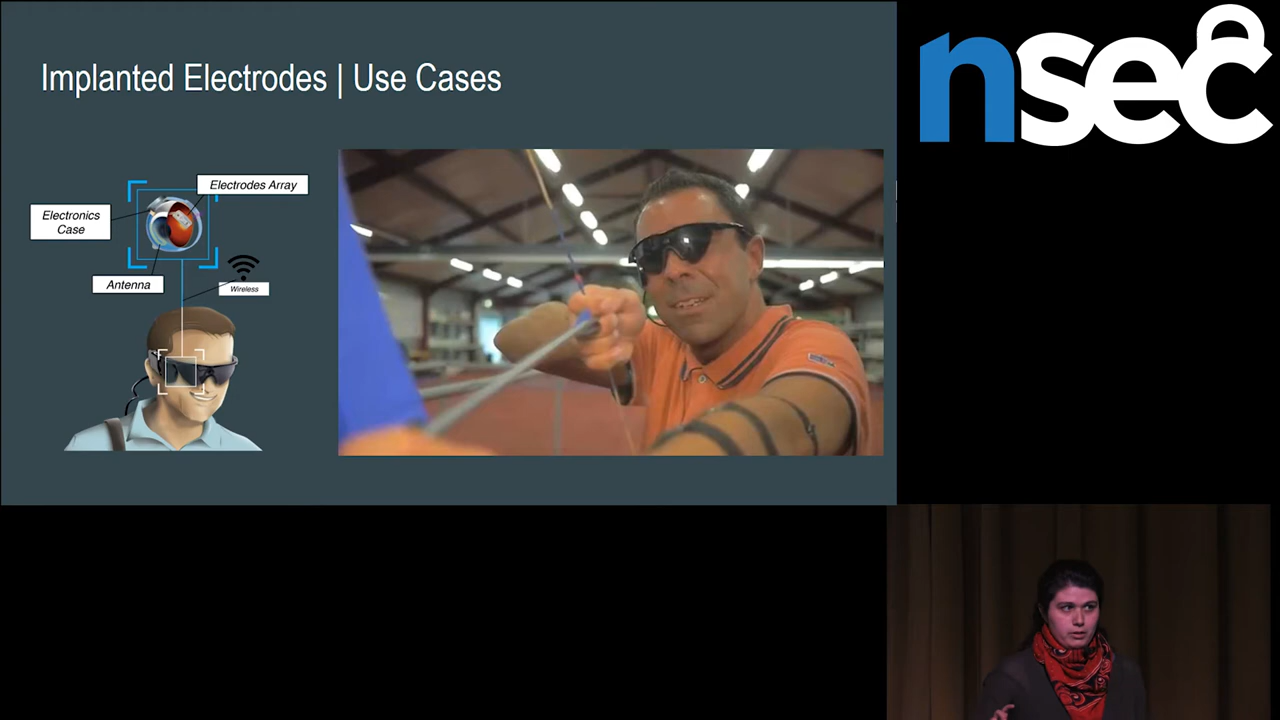 Implanted Electrodes | Use Cases
nsec
Electrodes Array
Electronics
Case
Antenna
Wireless